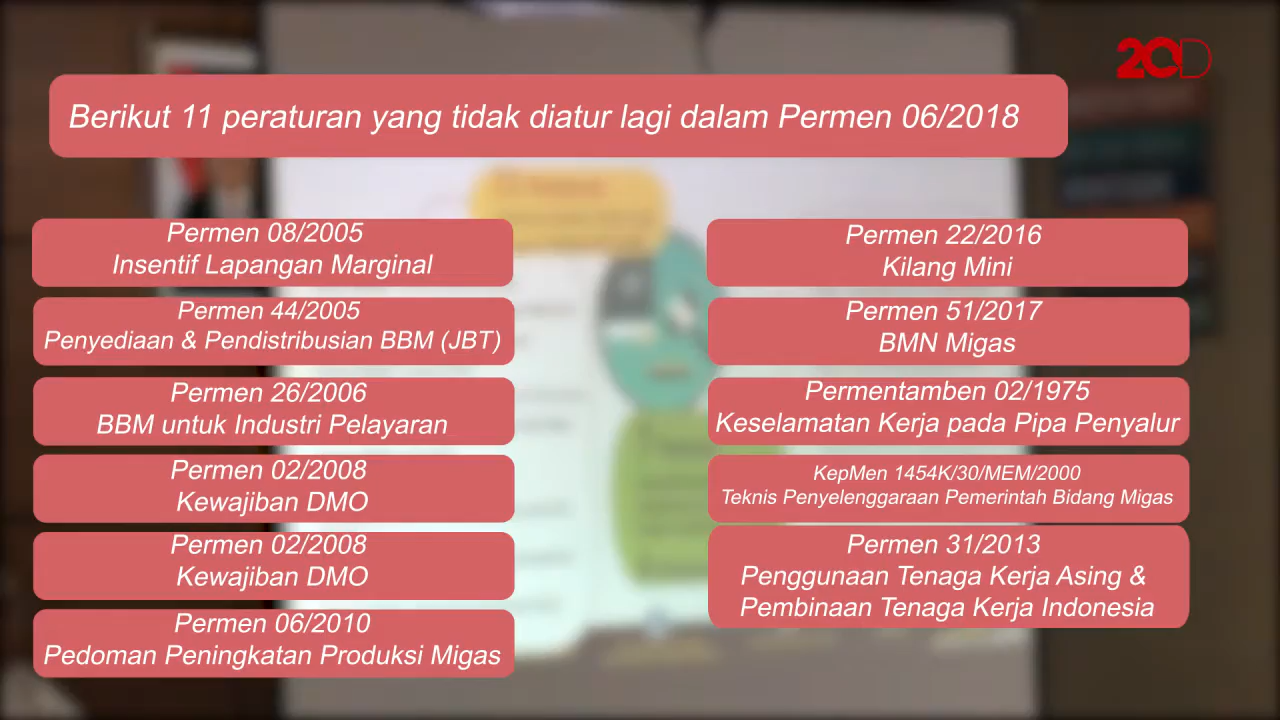 20D
Berikut 11 peraturan yang tidak diatur lagi dalam Permen 06/2018
Permen 08/2005
Insentif Lapangan Marginal
Permen 44/2005
Penyediaan & Pendistribusian BBM (JBT)
Permen 26/2006
BBM untuk Industri Pelayaran
Permen 02/2008
Kewajiban DMO
Permen 02/2008
Kewajiban DMO
Permen 06/2010
Pedoman Peningkatan Produksi Migas
Permen 22/2016
Kilang Mini
Permen 51/2017
BMN Migas
Permentamben 02/1975
Keselamatan Kerja pada Pipa Penyalur
KepMen 1454K/30/MEM/2000
Teknis Penyelenggaraan Pemerintah Bidang Migas
Permen 31/2013
Penggunaan Tenaga Kerja Asing &
Pembinaan Tenaga Kerja Indonesia